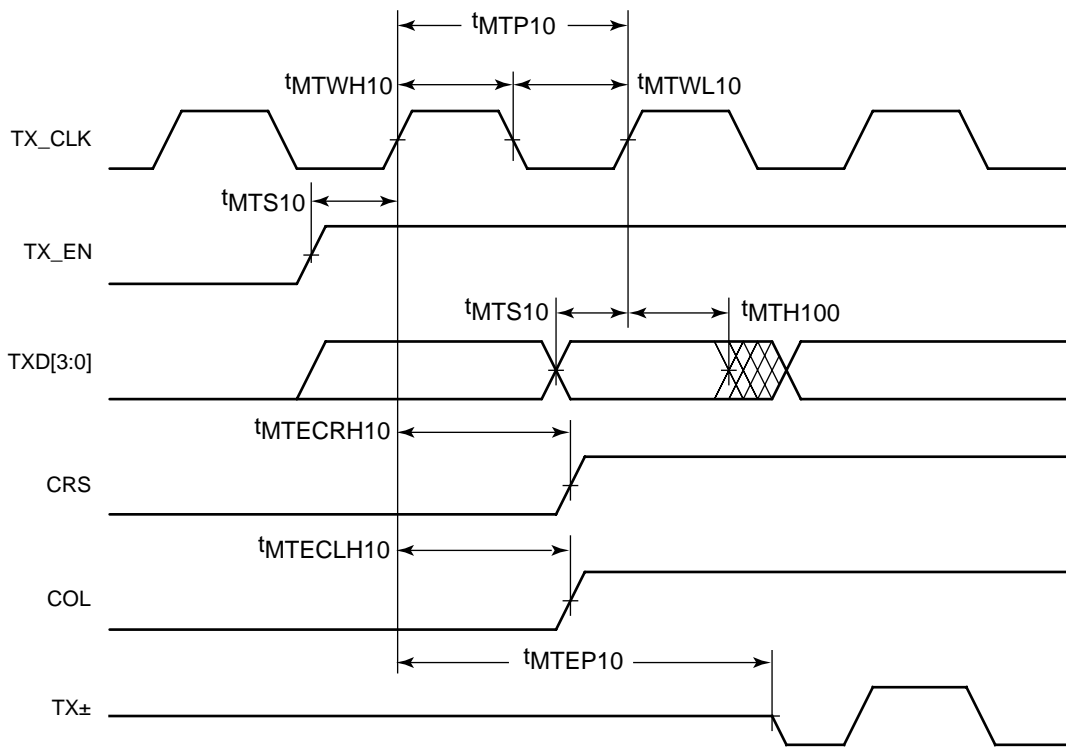 tMTP10
tMTWH10
tMTWL10
TX_CLK
tMTS10
TX_EN
tMTS10
tMTH100
TXD[3:0]
tMTECRH10
CRS
tMTECLH10
COL
tMTEP10
TX±